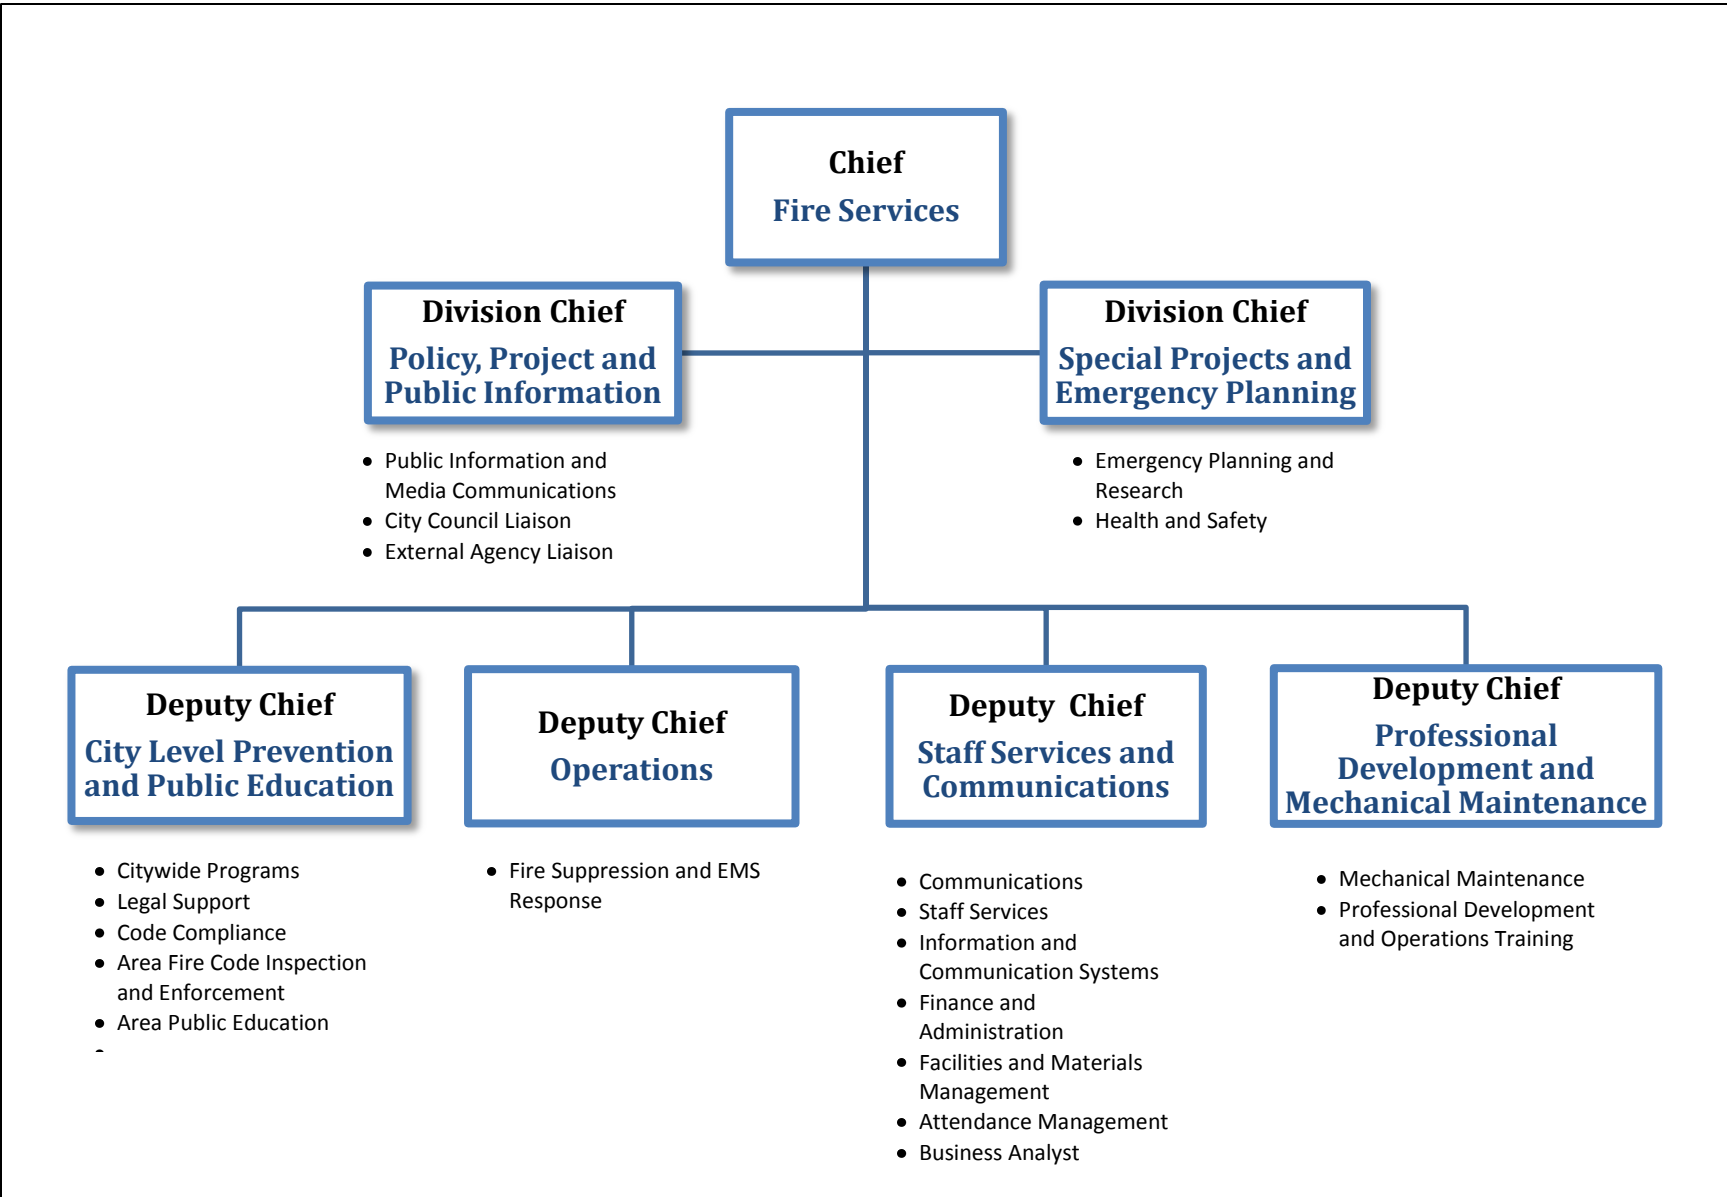 Chief
Fire Services
Division Chief
Policy, Project and
Public Information
Division Chief
Special Projects and
Emergency Planning
• Public Information and
Media Communications
• City Council Liaison
• External Agency Liaison
• Emergency Planning and
Research
• Health and Safety
Deputy Chief
City Level Prevention
and Public Education
Deputy Chief
Operations
Deputy  Chief
Staff Services and
Communications
Deputy Chief
Professional
Development and
Mechanical Maintenance
• Citywide Programs
• Legal Support
• Code Compliance
• Area Fire Code Inspection
and Enforcement
• Area Public Education
• Fire Suppression and EMS
Response
• Communications
• Staff Services
• Information and
Communication Systems
• Finance and
Administration
• Facilities and Materials
Management
• Attendance Management
• Business Analyst
• Mechanical Maintenance
• Professional Development
and Operations Training